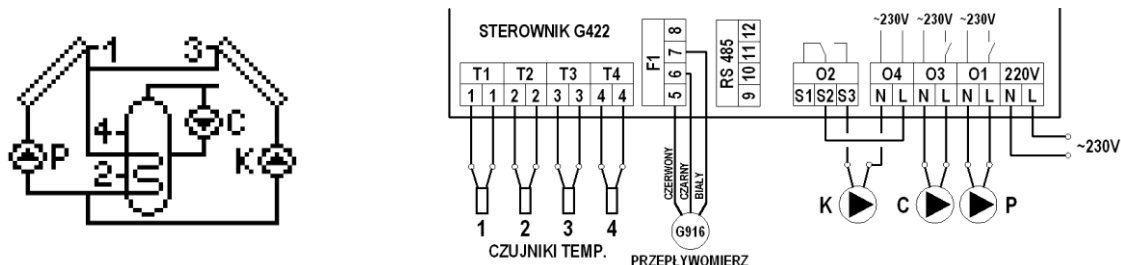 1 3
4 C
P K
2
STEROWNIK G422
~230V ~230V ~230V
T1 T2 T3 T4
1 1 2 2 3 3 4 4
F1
8
7
6
5
RS 485
9 10 11 12
O2 O4 O3 O1 220V
S1 S2 S3 N L N L N L N L
~230V
CZERWONY
CZARNY
BIAŁY
K C P
1 2 3 4
G916
CZUJNIKI TEMP.
PRZEPŁYWOMIERZ